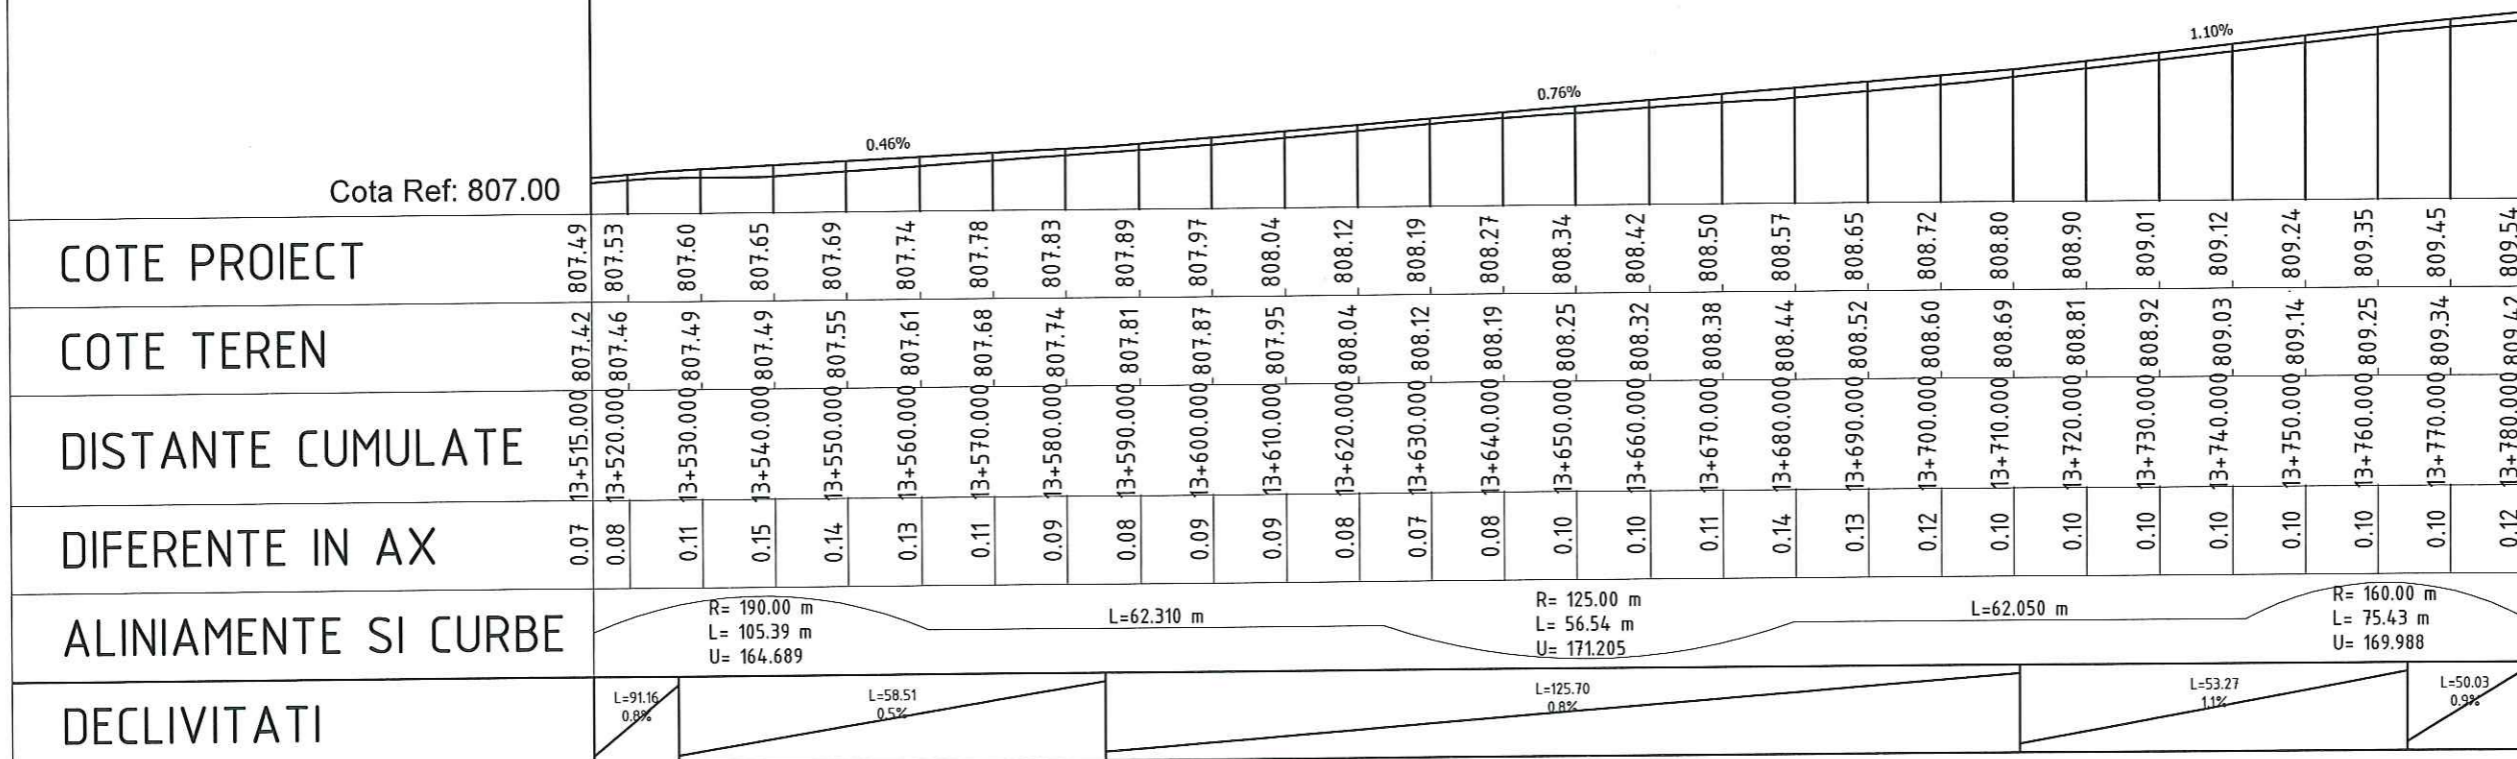 1.10%
0.76%
0.46%
Cota Ref: 807.00
COTE PROIECT 807.49 807.53 807.60 807.65 807.69 807.74 807.78 807.83 807.89 807.97 808.04 808.12 808.19 808.27 808.34 808.42 808.50 808.57 808.65 808.72 808.80 808.90 809.01 809.12 809.24 809.35 809.45 809.54
COTE TEREN 807.42 807.46 807.49 807.49 807.55 807.61 807.68 807.74 807.81 807.87 807.95 808.04 808.12 808.19 808.25 808.32 808.38 808.44 808.52 808.60 808.69 808.81 808.92 809.03 809.14 809.25 809.34 809.42
DISTANTE CUMULATE 13+515.000 13+520.000 13+530.000 13+540.000 13+550.000 13+560.000 13+570.000 13+580.000 13+590.000 13+600.000 13+610.000 13+620.000 13+630.000 13+640.000 13+650.000 13+660.000 13+670.000 13+680.000 13+690.000 13+700.000 13+710.000 13+720.000 13+730.000 13+740.000 13+750.000 13+760.000 13+770.000 13+780.000
DIFERENTE IN AX 0.07 0.08 0.11 0.15 0.14 0.13 0.11 0.09 0.08 0.09 0.09 0.08 0.07 0.08 0.10 0.10 0.11 0.14 0.13 0.12 0.10 0.10 0.10 0.10 0.10 0.10 0.10 0.12
ALINIAMENTE SI CURBE
R= 190.00 m
L= 105.39 m
U= 164.689
L=62.310 m
R= 125.00 m
L= 56.54 m
U= 171.205
L=62.050 m
R= 160.00 m
L= 75.43 m
U= 169.988
DECLIVITATI
L=91.16
0.8%
L=58.51
0.5%
L=125.70
0.8%
L=53.27
1.1%
L=50.03
0.9%